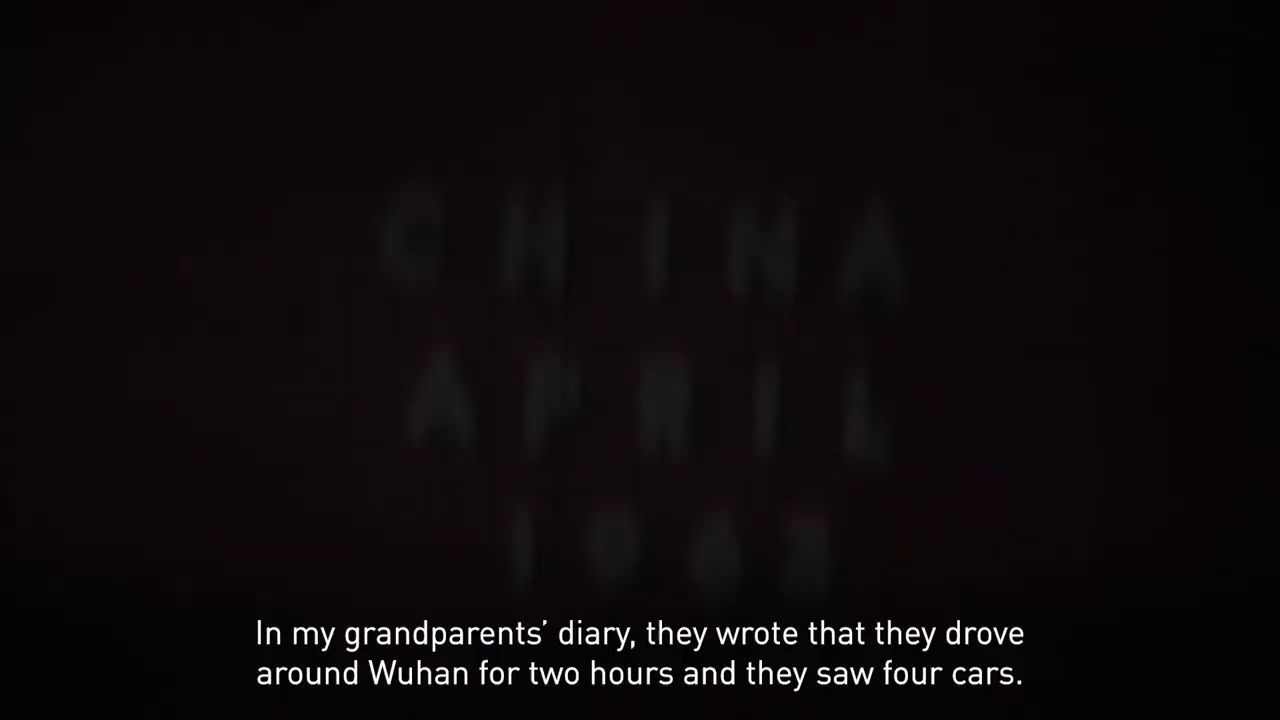 CHINA
APRIL
In my grandparents’ diary, they wrote that they drove
around Wuhan for two hours and they saw four cars.